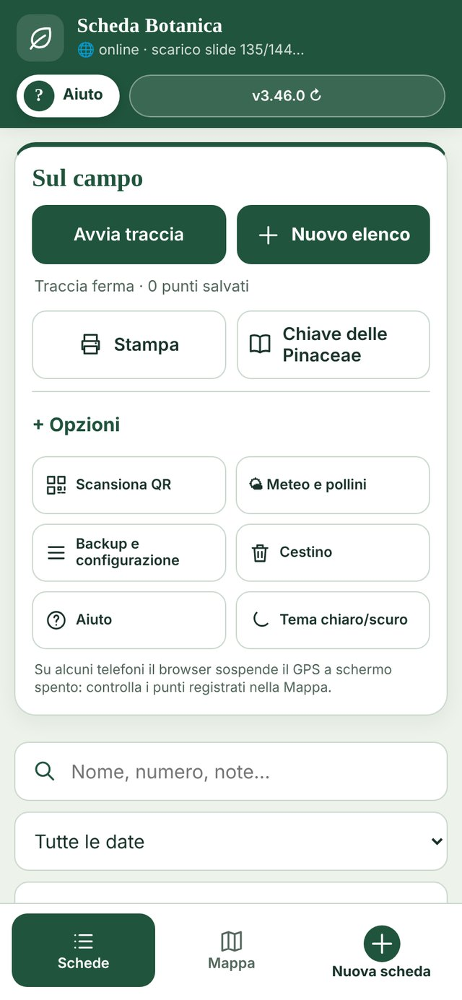 Scheda Botanica
🌐 online · scarico slide 135/144...
? Aiuto
v3.46.0 ↻
Sul campo
Avvia traccia
Nuovo elenco
Traccia ferma · 0 punti salvati
Stampa
Chiave delle
Pinaceae
+ Opzioni
Scansiona QR
🌤 Meteo e pollini
Backup e
configurazione
Cestino
Aiuto
Tema chiaro/scuro
Su alcuni telefoni il browser sospende il GPS a schermo
spento: controlla i punti registrati nella Mappa.
Nome, numero, note...
Tutte le date
Schede
Mappa
Nuova scheda